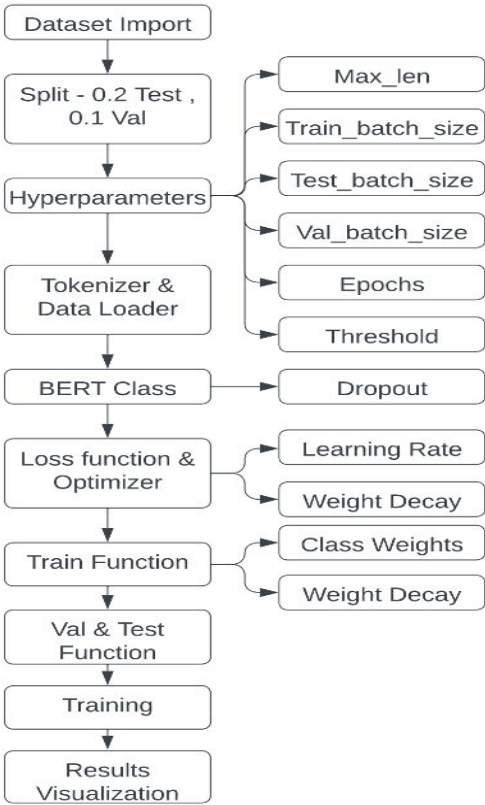 Dataset Import
Split - 0.2 Test ,
0.1 Val
Hyperparameters
Max_len
Train_batch_size
Test_batch_size
Val_batch_size
Epochs
Threshold
Tokenizer &
Data Loader
BERT Class
Dropout
Loss function &
Optimizer
Learning Rate
Weight Decay
Train Function
Class Weights
Weight Decay
Val & Test
Function
Training
Results
Visualization